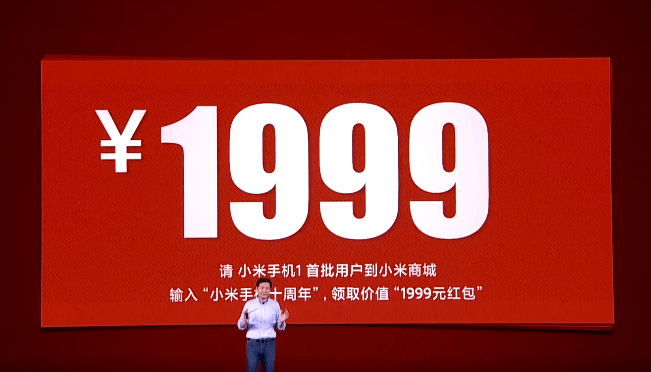 ¥1999
请 小米手机1 首批用户到小米商城
输入 “小米手机十周年”, 领取价值 “1999元红包”